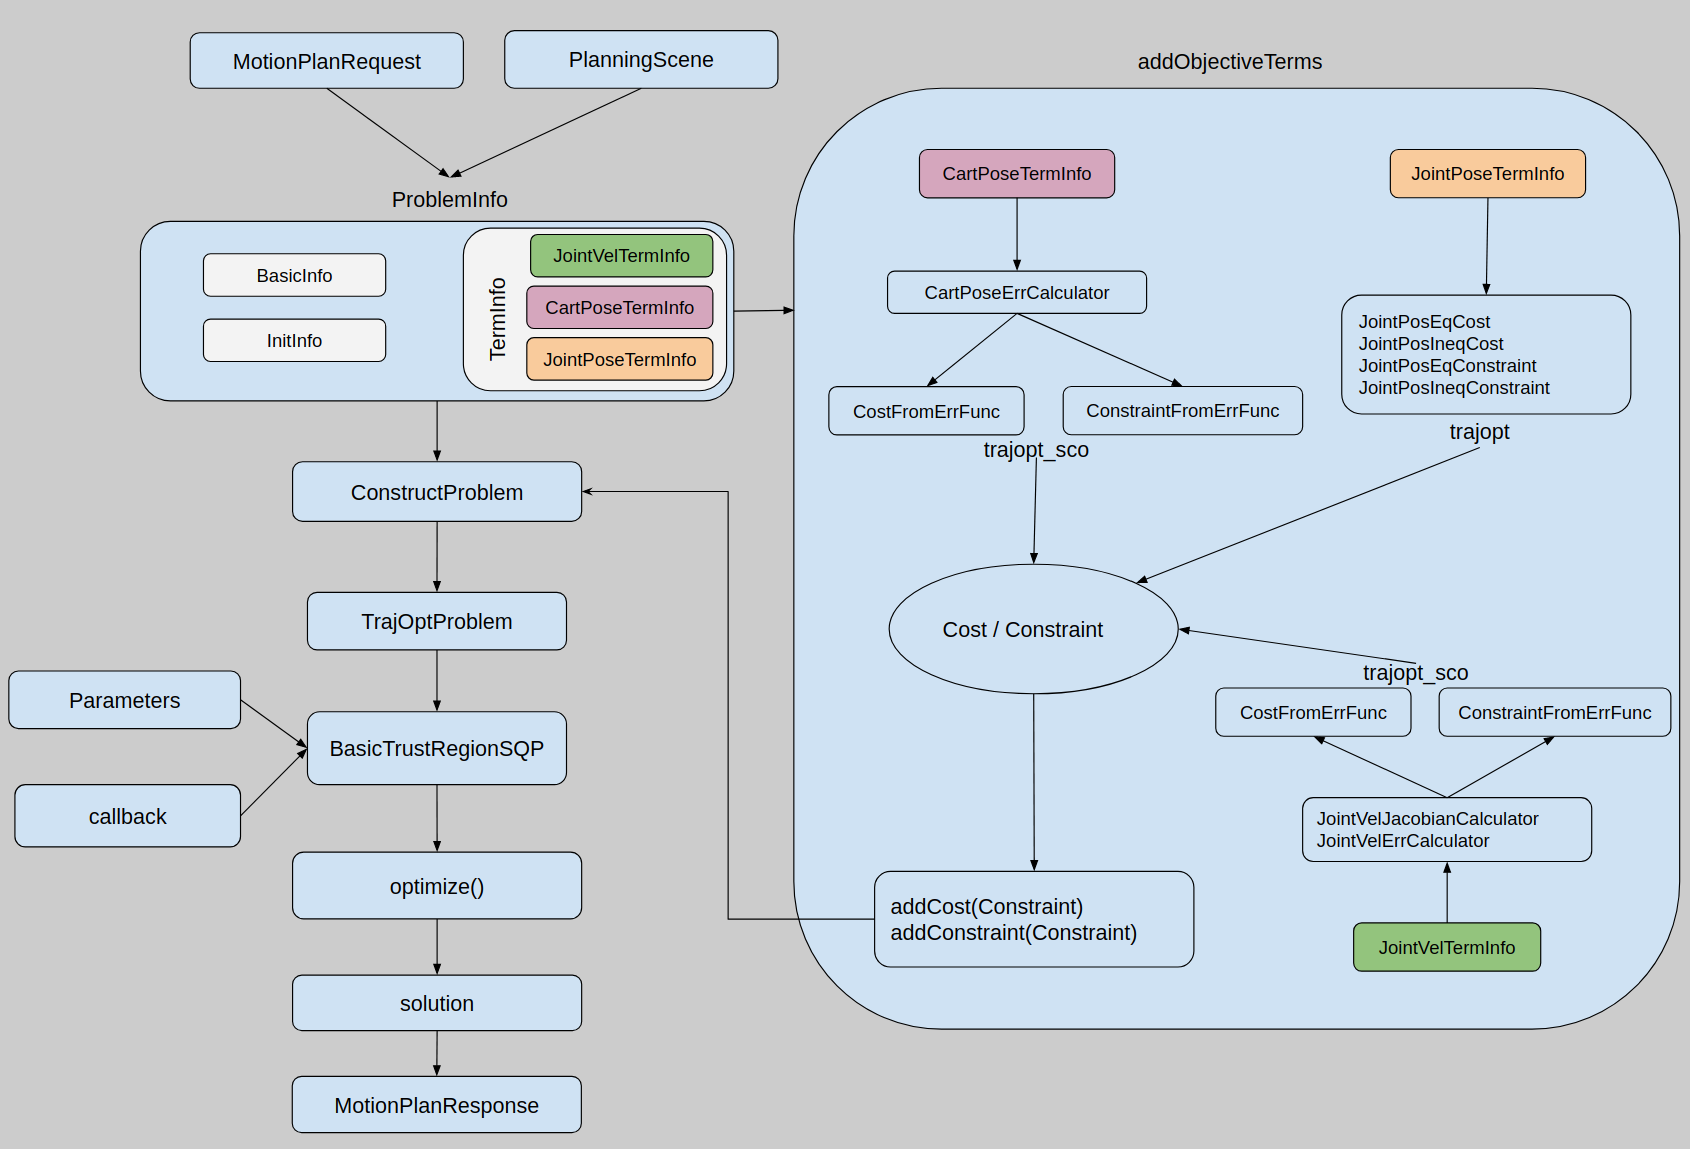 MotionPlanRequest
PlanningScene
ProblemInfo
BasicInfo
InitInfo
TermInfo
JointVelTermInfo
CartPoseTermInfo
JointPoseTermInfo
ConstructProblem
TrajOptProblem
Parameters
callback
BasicTrustRegionSQP
optimize()
solution
MotionPlanResponse
addObjectiveTerms
CartPoseTermInfo
JointPoseTermInfo
CartPoseErrCalculator
JointPosEqCost
JointPosIneqCost
JointPosEqConstraint
JointPosIneqConstraint
CostFromErrFunc
ConstraintFromErrFunc
trajopt
trajopt_sco
Cost / Constraint
trajopt_sco
CostFromErrFunc
ConstraintFromErrFunc
JointVelJacobianCalculator
JointVelErrCalculator
addCost(Constraint)
addConstraint(Constraint)
JointVelTermInfo